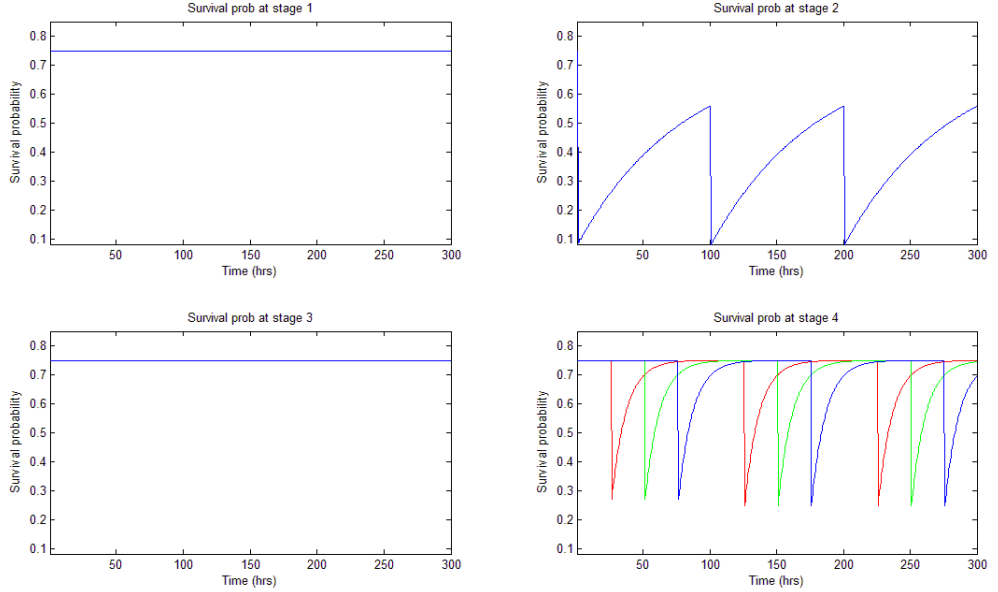 Survival prob at stage 1
Survival probability
0.8
0.7
0.6
0.5
0.4
0.3
0.2
0.1
50 100 150 200 250 300
Time (hrs)
Survival prob at stage 2
Survival probability
0.8
0.7
0.6
0.5
0.4
0.3
0.2
0.1
50 100 150 200 250 300
Time (hrs)
Survival prob at stage 3
Survival probability
0.8
0.7
0.6
0.5
0.4
0.3
0.2
0.1
50 100 150 200 250 300
Time (hrs)
Survival prob at stage 4
Survival probability
0.8
0.7
0.6
0.5
0.4
0.3
0.2
0.1
50 100 150 200 250 300
Time (hrs)